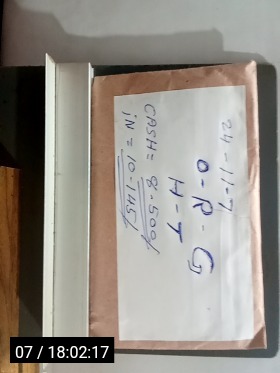 24-11-7
O-R-G
H-T
CASH = 8-500/
iN = 10-145/
07 / 18:02:17